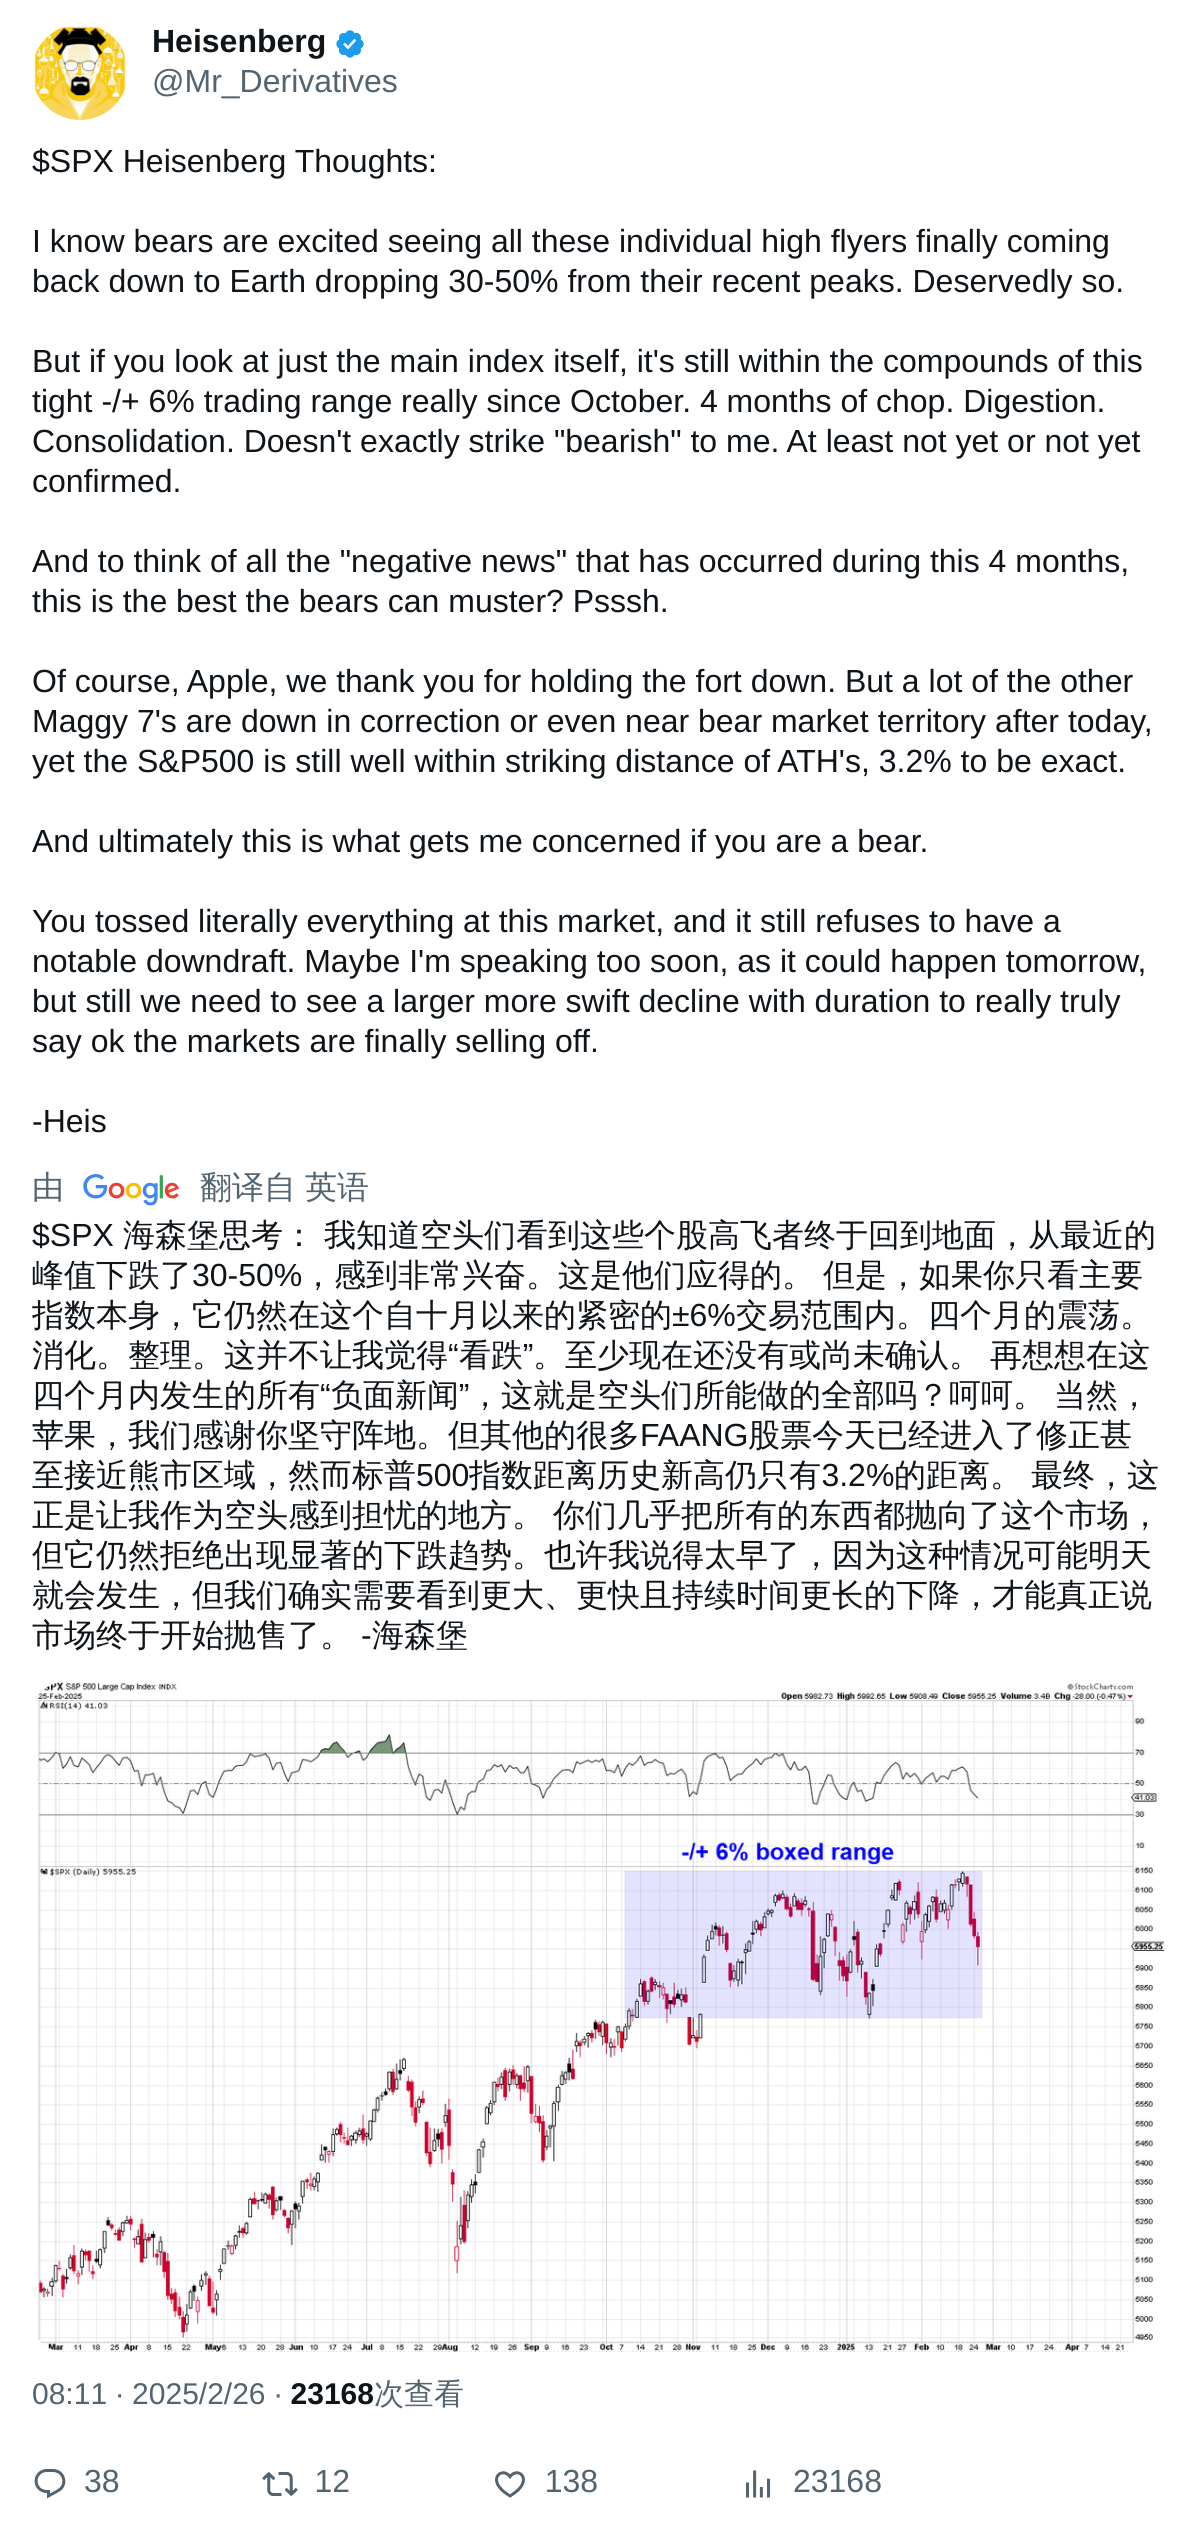 Heisenberg
@Mr_Derivatives
$SPX Heisenberg Thoughts:
I know bears are excited seeing all these individual high flyers finally coming
back down to Earth dropping 30-50% from their recent peaks. Deservedly so.
But if you look at just the main index itself, it's still within the compounds of this
tight -/+ 6% trading range really since October. 4 months of chop. Digestion.
Consolidation. Doesn't exactly strike "bearish" to me. At least not yet or not yet
confirmed.
And to think of all the "negative news" that has occurred during this 4 months,
this is the best the bears can muster? Psssh.
Of course, Apple, we thank you for holding the fort down. But a lot of the other
Maggy 7's are down in correction or even near bear market territory after today,
yet the S&P500 is still well within striking distance of ATH's, 3.2% to be exact.
And ultimately this is what gets me concerned if you are a bear.
You tossed literally everything at this market, and it still refuses to have a
notable downdraft. Maybe I'm speaking too soon, as it could happen tomorrow,
but still we need to see a larger more swift decline with duration to really truly
say ok the markets are finally selling off.
-Heis
由 Google 翻译自 英语
$SPX 海森堡思考： 我知道空头们看到这些个股高飞者终于回到地面，从最近的
峰值下跌了30-50%，感到非常兴奋。这是他们应得的。 但是，如果你只看主要
指数本身，它仍然在这个自十月以来的紧密的±6%交易范围内。四个月的震荡。
消化。整理。这并不让我觉得“看跌”。至少现在还没有或尚未确认。 再想想在这
四个月内发生的所有“负面新闻”，这就是空头们所能做的全部吗？呵呵。 当然，
苹果，我们感谢你坚守阵地。但其他的很多FAANG股票今天已经进入了修正甚
至接近熊市区域，然而标普500指数距离历史新高仍只有3.2%的距离。 最终，这
正是让我作为空头感到担忧的地方。 你们几乎把所有的东西都抛向了这个市场，
但它仍然拒绝出现显著的下跌趋势。也许我说得太早了，因为这种情况可能明天
就会发生，但我们确实需要看到更大、更快且持续时间更长的下降，才能真正说
市场终于开始抛售了。 -海森堡
S&P 500 Large Cap Index INDX
© StockCharts.com
25-Feb-2025
Open 5982.73 High 5992.65 Low 5908.49 Close 5955.25 Volume 3.4B Chg -28.00 (-0.47%)
RSI(14) 41.03
90
70
50
41.03
30
10
-/+ 6% boxed range
$SPX (Daily) 5955.25
6150
6100
6050
6000
5955.25
5900
5850
5800
5750
5700
5650
5600
5550
5500
5450
5400
5350
5300
5250
5200
5150
5100
5050
5000
4950
Mar 11 18 25 Apr 8 15 22 May 6 13 20 28 Jun 10 17 24 Jul 8 15 22 29 Aug 12 19 26 Sep 9 16 23 Oct 7 14 21 28 Nov 11 18 25 Dec 9 16 23 2025 13 21 27 Feb 10 18 24 Mar 10 17 24 Apr 7 14 21
08:11 · 2025/2/26 · 23168次查看
38 12 138 23168